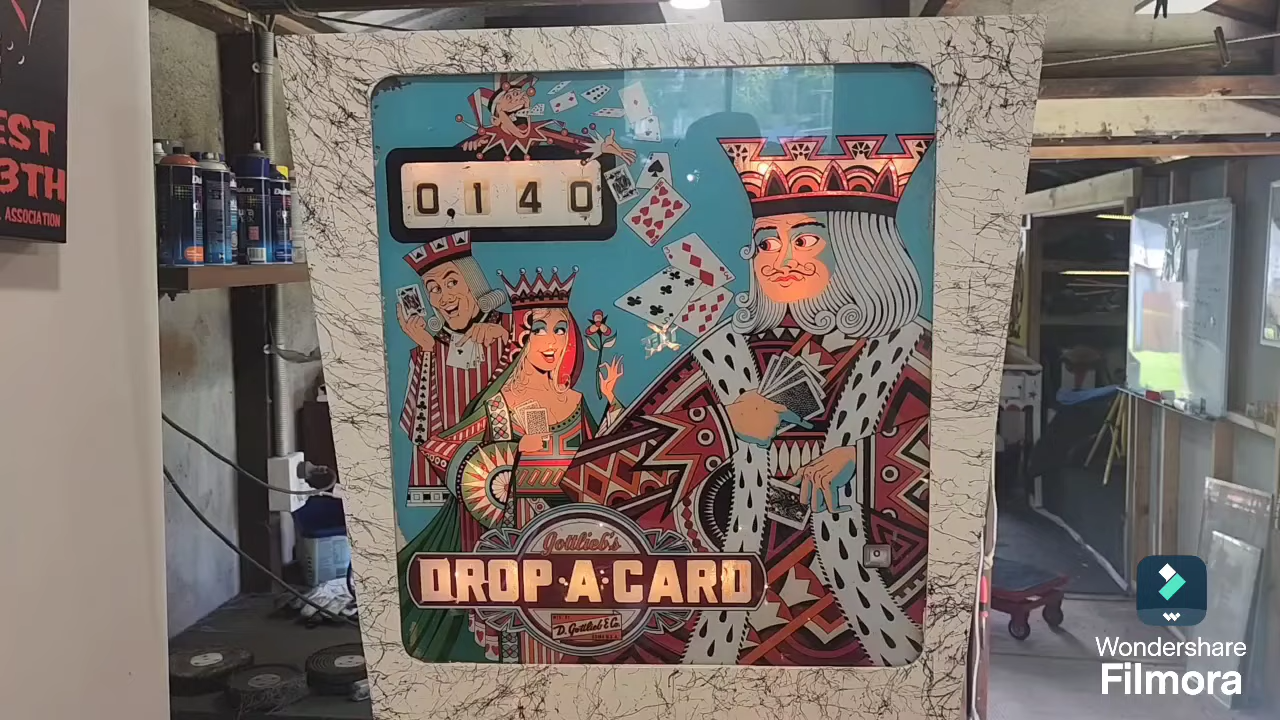 EST
3TH
ASSOCIATION
0140
Gottlieb's
DROP·A·CARD
D. Gottlieb & Co.
Wondershare
Filmora